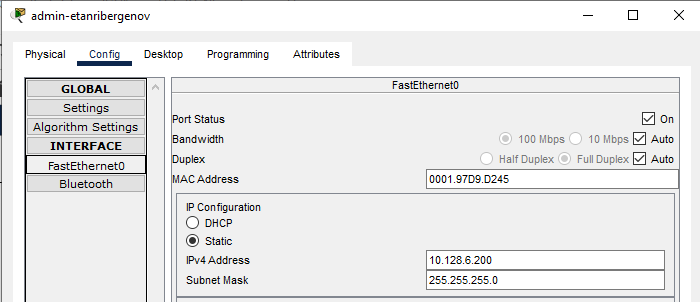 admin-etanribergenov
Physical Config Desktop Programming Attributes
GLOBAL
Settings
Algorithm Settings
INTERFACE
FastEthernet0
Bluetooth
FastEthernet0
Port Status On
Bandwidth 100 Mbps 10 Mbps Auto
Duplex Half Duplex Full Duplex Auto
MAC Address 0001.97D9.D245
IP Configuration
DHCP
Static
IPv4 Address 10.128.6.200
Subnet Mask 255.255.255.0